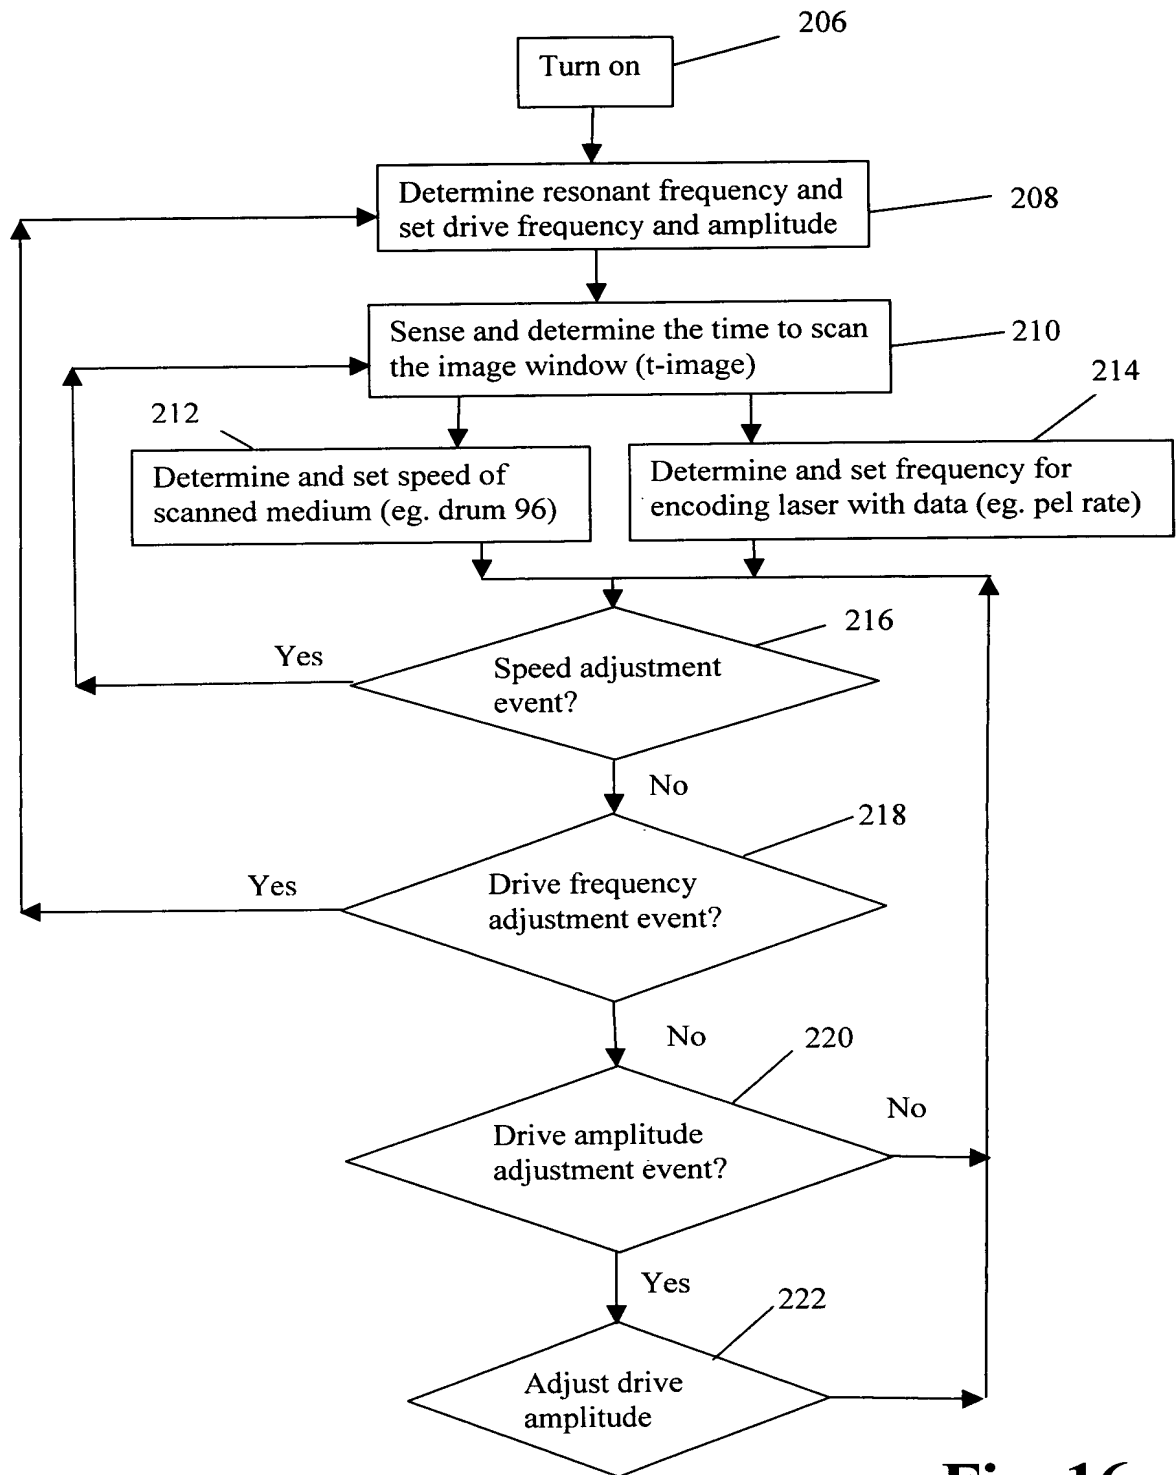 206
Turn on
Determine resonant frequency and
set drive frequency and amplitude
208
Sense and determine the time to scan
the image window (t-image)
210
214
212
Determine and set speed of
scanned medium (eg. drum 96)
Determine and set frequency for
encoding laser with data (eg. pel rate)
216
Yes
Speed adjustment
event?
No
218
Yes
Drive frequency
adjustment event?
No
220
No
Drive amplitude
adjustment event?
Yes
222
Adjust drive
amplitude
Fig. 16